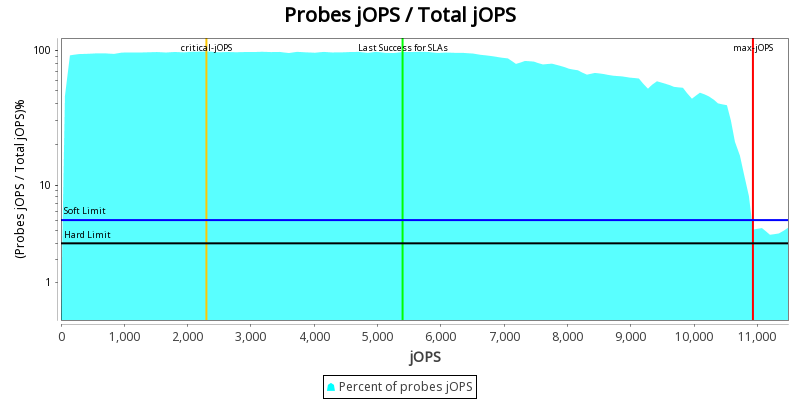 Probes jOPS / Total jOPS
(Probes jOPS / Total jOPS)%
100
10
1
critical-jOPS
Last Success for SLAs
max-jOPS
Soft Limit
Hard Limit
0 1,000 2,000 3,000 4,000 5,000 6,000 7,000 8,000 9,000 10,000 11,000
jOPS
Percent of probes jOPS